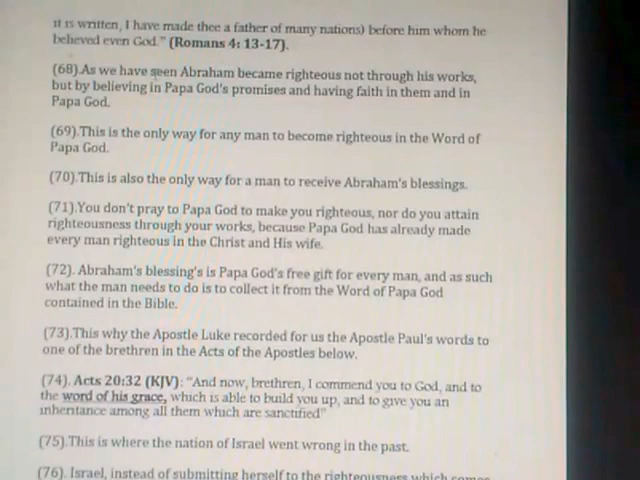 it is written, I have made thee a father of many nations) before him whom he
believed even God." (Romans 4: 13-17).
(68).As we have seen Abraham became righteous not through his works,
but by believing in Papa God's promises and having faith in them and in
Papa God.
(69).This is the only way for any man to become righteous in the Word of
Papa God.
(70).This is also the only way for a man to receive Abraham's blessings.
(71).You don't pray to Papa God to make you righteous, nor do you attain
righteousness through your works, because Papa God has already made
every man righteous in the Christ and His wife.
(72). Abraham's blessing's is Papa God's free gift for every man, and as such
what the man needs to do is to collect it from the Word of Papa God
contained in the Bible.
(73).This why the Apostle Luke recorded for us the Apostle Paul's words to
one of the brethren in the Acts of the Apostles below.
(74). Acts 20:32 (KJV): "And now, brethren, I commend you to God, and to
the word of his grace, which is able to build you up, and to give you an
inheritance among all them which are sanctified"
(75).This is where the nation of Israel went wrong in the past.
(76). Israel, instead of submitting herself to the righteousness which comes